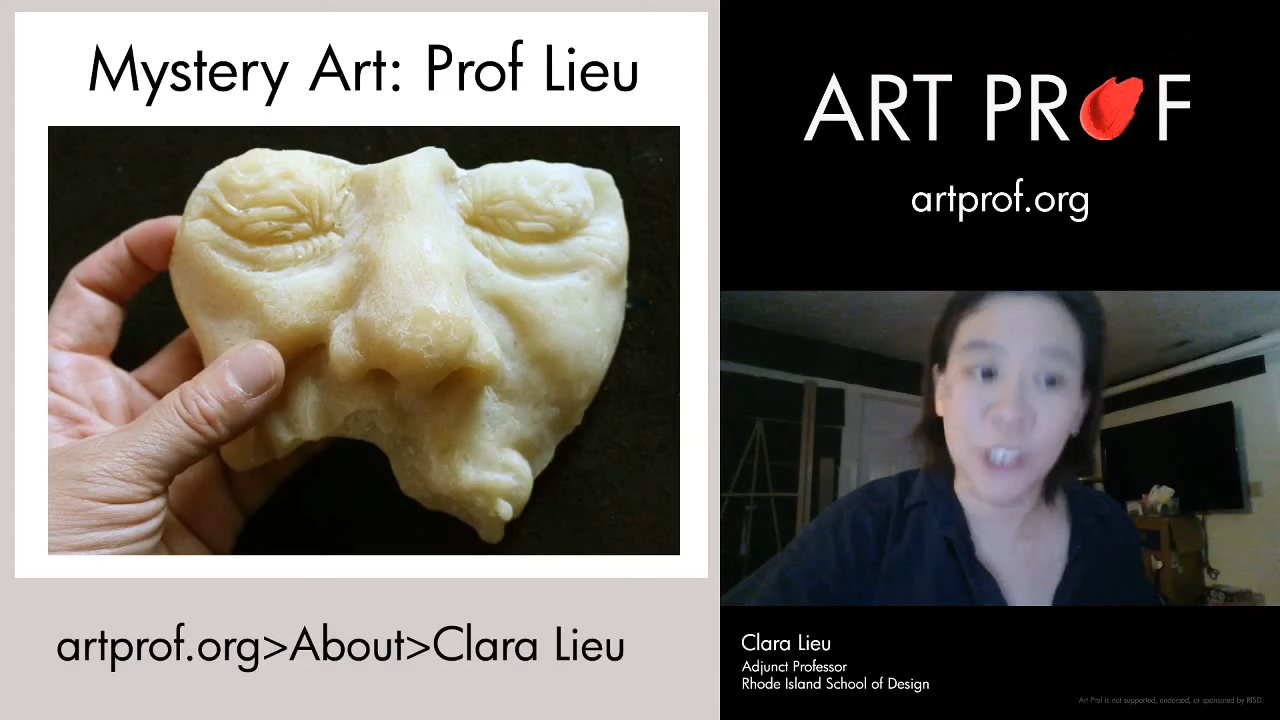 Mystery Art: Prof Lieu
artprof.org>About>Clara Lieu
ART PROF
artprof.org
Clara Lieu
Adjunct Professor
Rhode Island School of Design
Art Prof is not supported, endorsed, or sponsored by RISD.